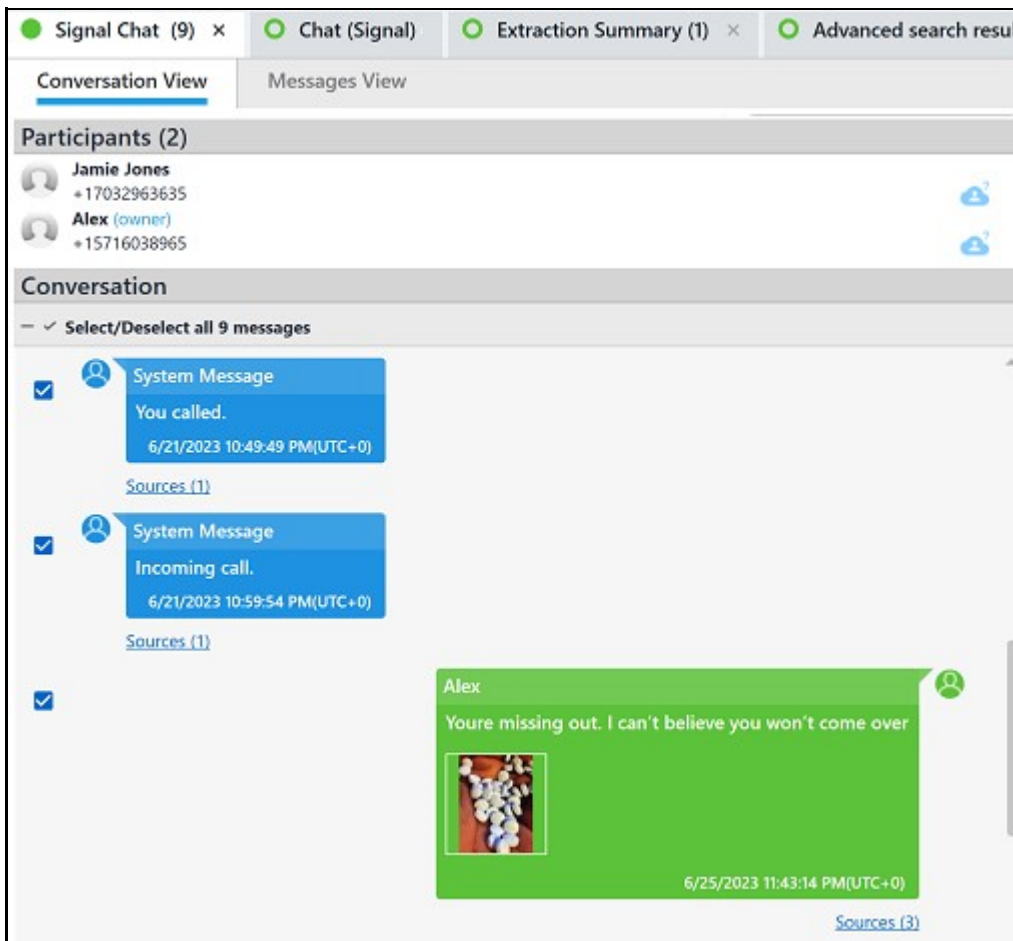 Signal Chat (9) × Chat (Signal) Extraction Summary (1) × Advanced search resul
Conversation View Messages View
Participants (2)
Jamie Jones
+17032963635
Alex (owner)
+15716038965
Conversation
Select/Deselect all 9 messages
System Message
You called.
6/21/2023 10:49:49 PM(UTC+0)
Sources (1)
System Message
Incoming call.
6/21/2023 10:59:54 PM(UTC+0)
Sources (1)
Alex
Youre missing out. I can't believe you won't come over
6/25/2023 11:43:14 PM(UTC+0)
Sources (3)